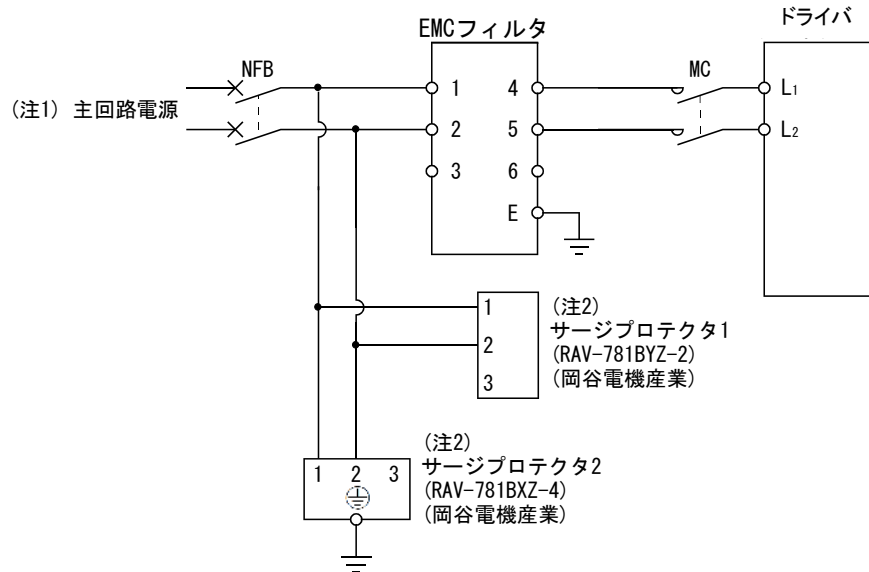 ドライバ
EMCフィルタ
NFB
MC
1 4
L1
(注1) 主回路電源
2 5
L2
3 6
E
1
(注2)
サージプロテクタ1
2
(RAV-781BYZ-2)
3
(岡谷電機産業)
(注2)
1 2 3
サージプロテクタ2
(RAV-781BXZ-4)
(岡谷電機産業)